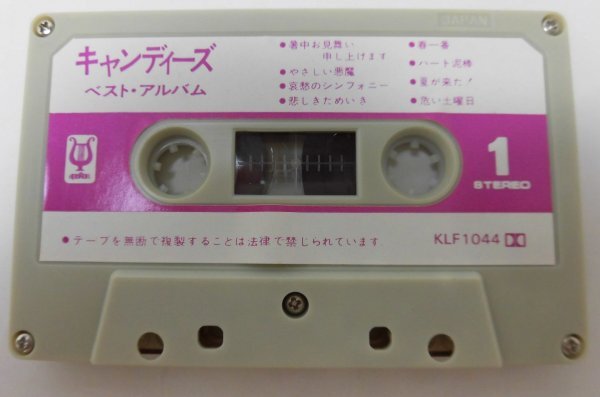 JAPAN
キャンディーズ
ベスト・アルバム
●暑中お見舞い
申し上げます
●やさしい悪魔
●哀愁のシンフォニー
●悲しきためいき
●春一番
●ハート泥棒
●夏が来た!
●危い土曜日
apollon
1
STEREO
●テープを無断で複製することは法律で禁じられています.
KLF1044